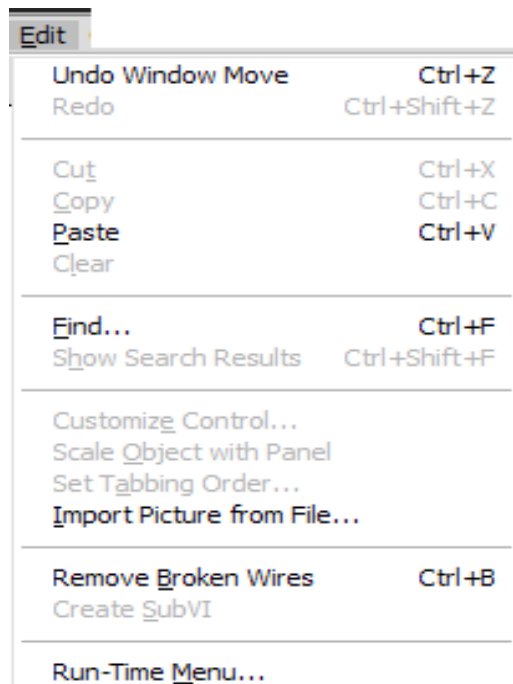 Edit
Undo Window Move Ctrl+Z
Redo Ctrl+Shift+Z
Cut Ctrl+X
Copy Ctrl+C
Paste Ctrl+V
Clear
Find... Ctrl+F
Show Search Results Ctrl+Shift+F
Customize Control...
Scale Object with Panel
Set Tabbing Order...
Import Picture from File...
Remove Broken Wires Ctrl+B
Create SubVI
Run-Time Menu...